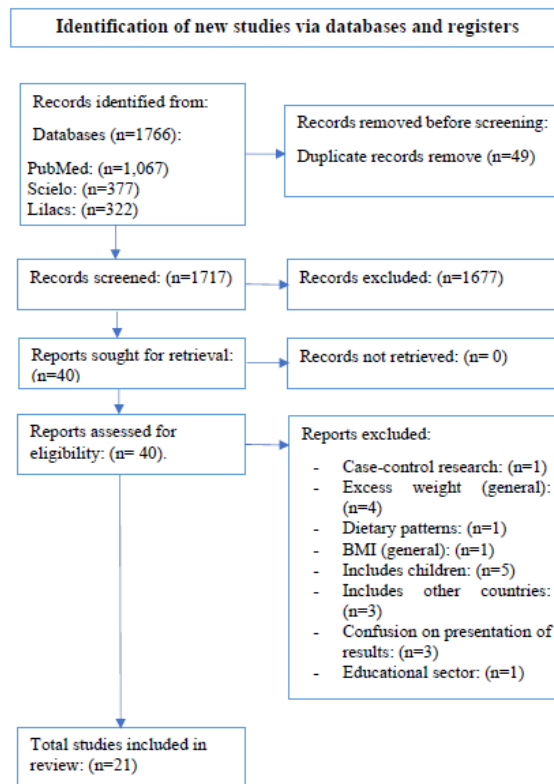 Identification of new studies via databases and registers
Records identified from:
Databases (n=1766):
PubMed: (n=1,067)
Scielo: (n=377)
Lilacs: (n=322)
Records removed before screening:
Duplicate records remove (n=49)
Records screened: (n=1717)
Records excluded: (n=1677)
Reports sought for retrieval:
(n=40)
Records not retrieved: (n= 0)
Reports assessed for
eligibility: (n= 40).
Reports excluded:
- Case-control research: (n=1)
- Excess weight (general):
(n=4)
- Dietary patterns: (n=1)
- BMI (general): (n=1)
- Includes children: (n=5)
- Includes other countries:
(n=3)
- Confusion on presentation of
results: (n=3)
- Educational sector: (n=1)
Total studies included in
review: (n=21)